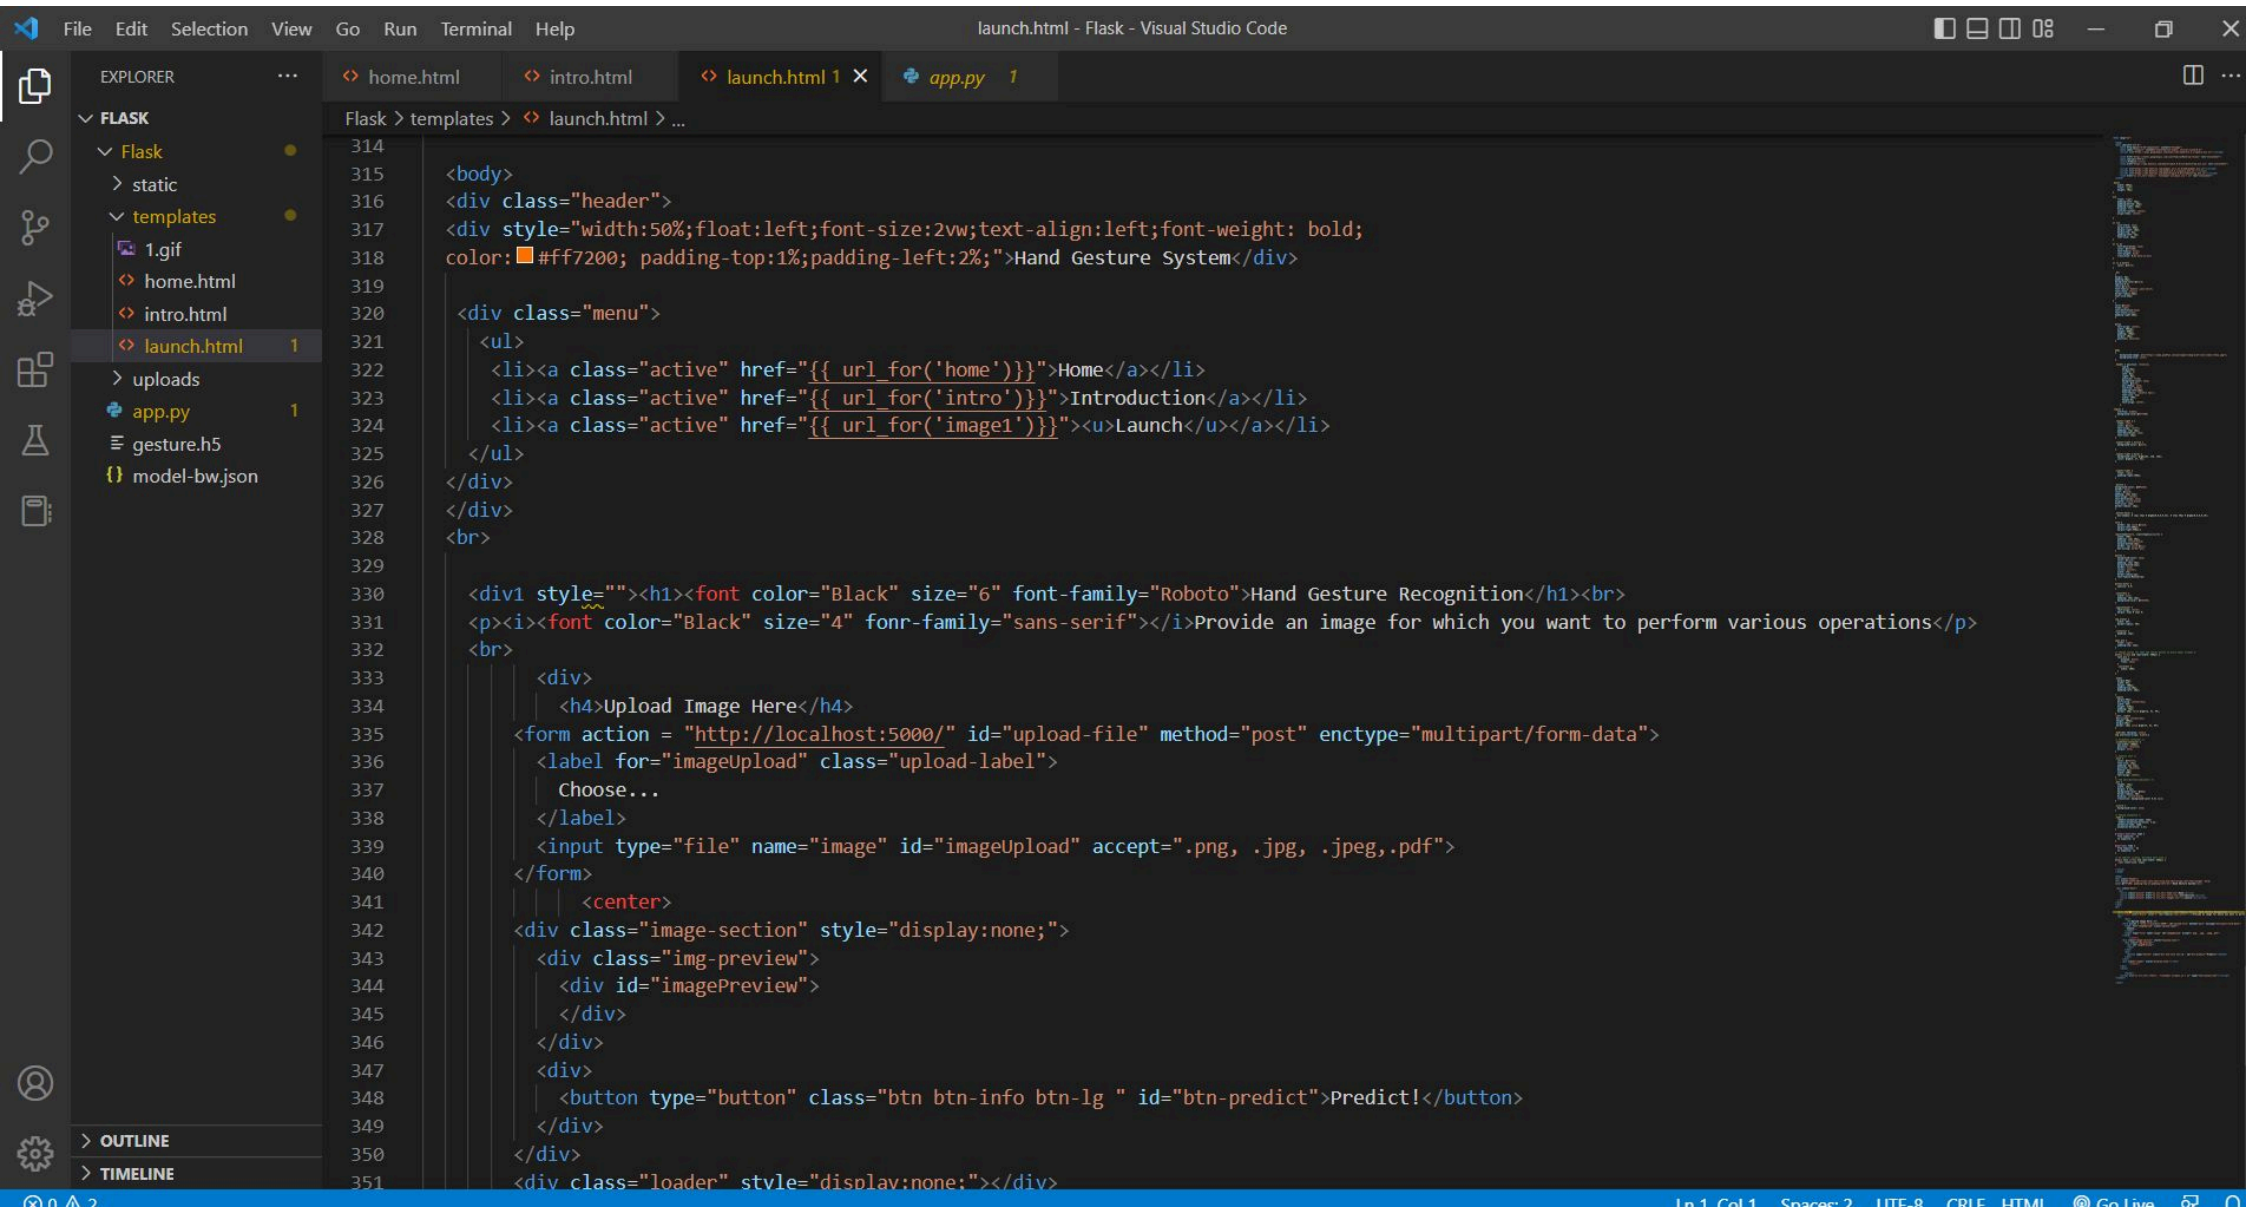 File Edit Selection View Go Run Terminal Help
launch.html - Flask - Visual Studio Code
EXPLORER
FLASK
Flask
static
templates
1.gif
home.html
intro.html
launch.html 1
uploads
app.py 1
gesture.h5
{} model-bw.json
OUTLINE
TIMELINE
home.html intro.html launch.html 1 app.py 1
Flask > templates > launch.html > ...
314
315 <body>
316 <div class="header">
317 <div style="width:50%;float:left;font-size:2vw;text-align:left;font-weight: bold;
318 color: #ff7200; padding-top:1%;padding-left:2%;">Hand Gesture System</div>
319
320 <div class="menu">
321 <ul>
322 <li><a class="active" href="{{ url_for('home')}}">Home</a></li>
323 <li><a class="active" href="{{ url_for('intro')}}">Introduction</a></li>
324 <li><a class="active" href="{{ url_for('image1')}}"><u>Launch</u></a></li>
325 </ul>
326 </div>
327 </div>
328 <br>
329
330 <div1 style=""><h1><font color="Black" size="6" font-family="Roboto">Hand Gesture Recognition</h1><br>
331 <p><i><font color="Black" size="4" fonr-family="sans-serif"></i>Provide an image for which you want to perform various operations</p>
332 <br>
333 <div>
334 <h4>Upload Image Here</h4>
335 <form action = "http://localhost:5000/" id="upload-file" method="post" enctype="multipart/form-data">
336 <label for="imageUpload" class="upload-label">
337 Choose...
338 </label>
339 <input type="file" name="image" id="imageUpload" accept=".png, .jpg, .jpeg,.pdf">
340 </form>
341 <center>
342 <div class="image-section" style="display:none;">
343 <div class="img-preview">
344 <div id="imagePreview">
345 </div>
346 </div>
347 <div>
348 <button type="button" class="btn btn-info btn-lg " id="btn-predict">Predict!</button>
349 </div>
350 </div>
351 <div class="loader" style="display:none;"></div>
0 2
Ln 1, Col 1 Spaces: 2 UTF-8 CRLF HTML Go Live